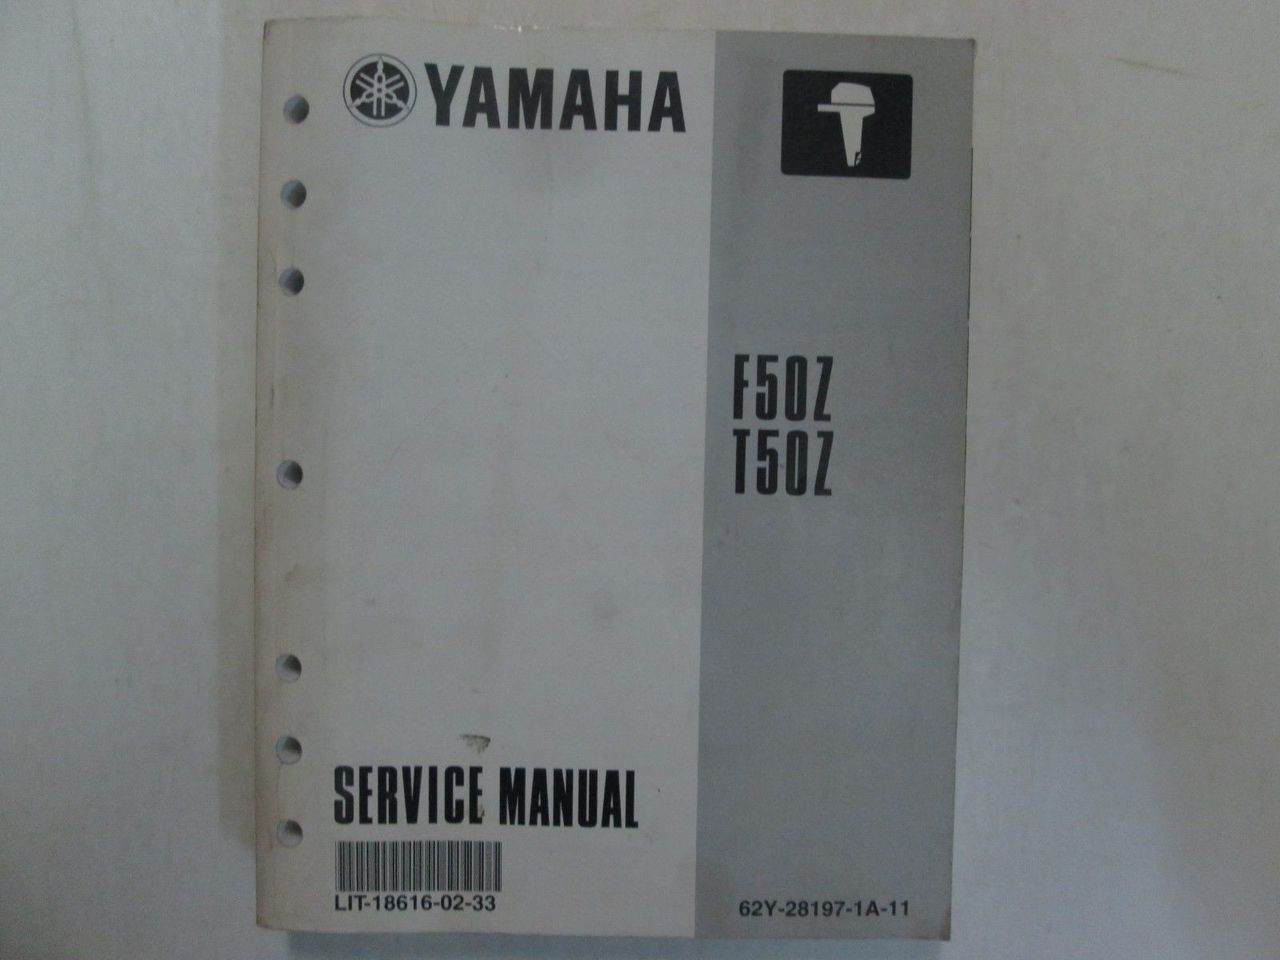 YAMAHA
F50Z
T50Z
SERVICE MANUAL
LIT-18616-02-33
62Y-28197-1A-11